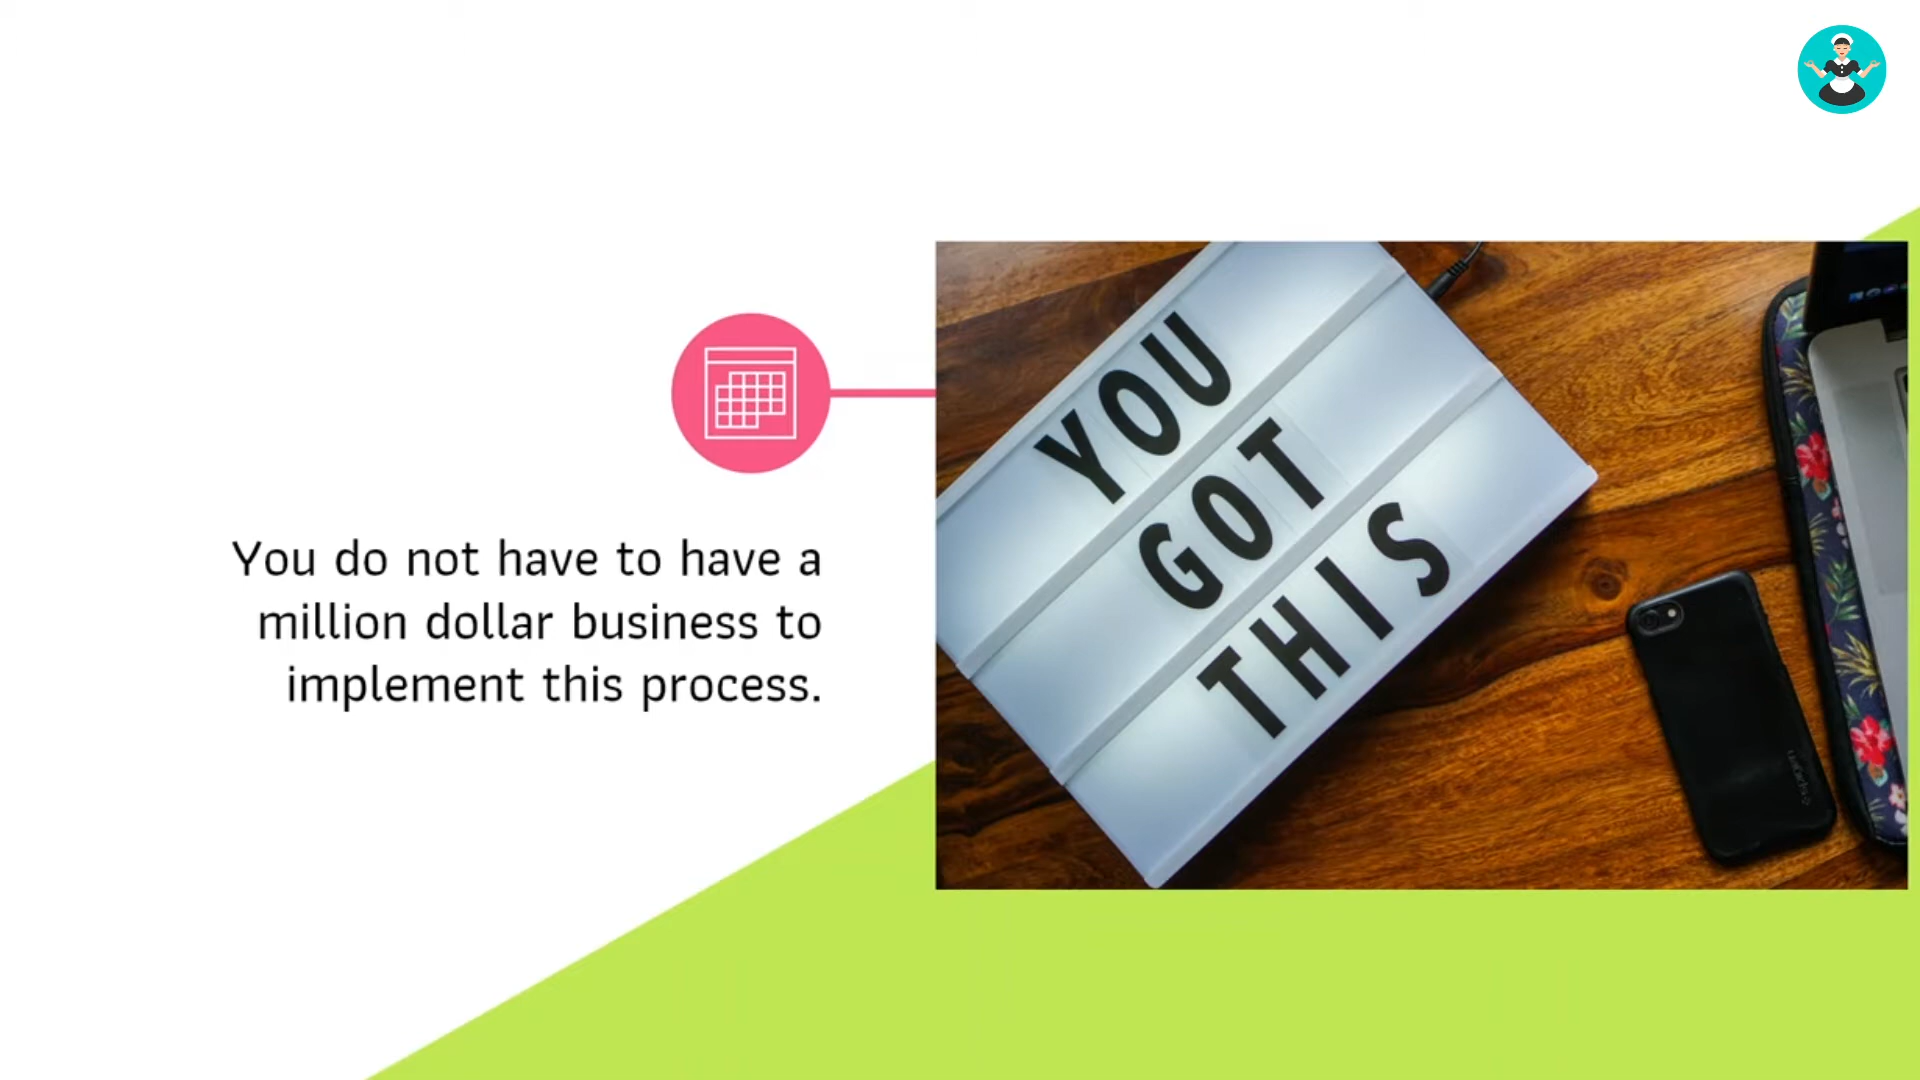 You do not have to have a
million dollar business to
implement this process.
YOU
GOT
THIS